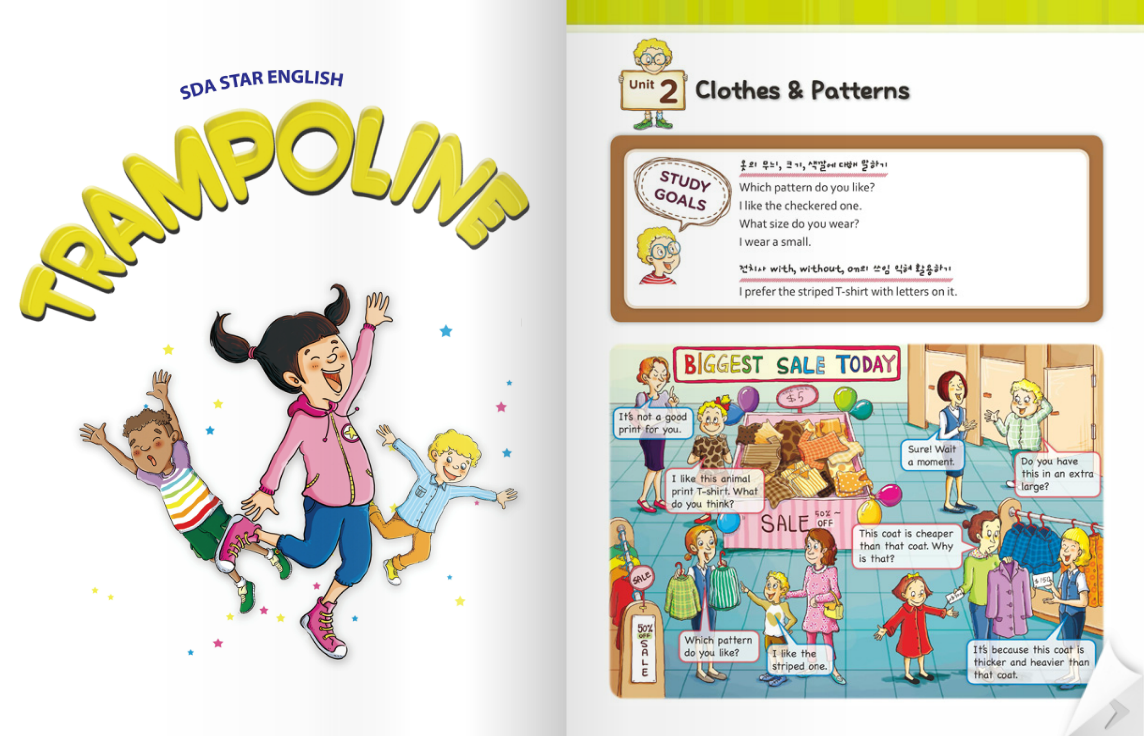 SDA STAR ENGLISH
TRAMPOLINE
Unit 2
Clothes & Patterns
STUDY
GOALS
옷의 무늬, 크기, 색깔에 대해 말하기
Which pattern do you like?
I like the checkered one.
What size do you wear?
I wear a small.
전치사 with, without, on의 쓰임 익혀 활용하기
I prefer the striped T-shirt with letters on it.
BIGGEST SALE TODAY
$5
It's not a good
print for you.
I like this animal
print T-shirt. What
do you think?
Sure! Wait
a moment.
Do you have
this in an extra
large?
SALE 50%~
OFF
This coat is cheaper
than that coat. Why
is that?
SALE
50%
OFF
SALE
Which pattern
do you like?
I like the
striped one.
It's because this coat is
thicker and heavier than
that coat.